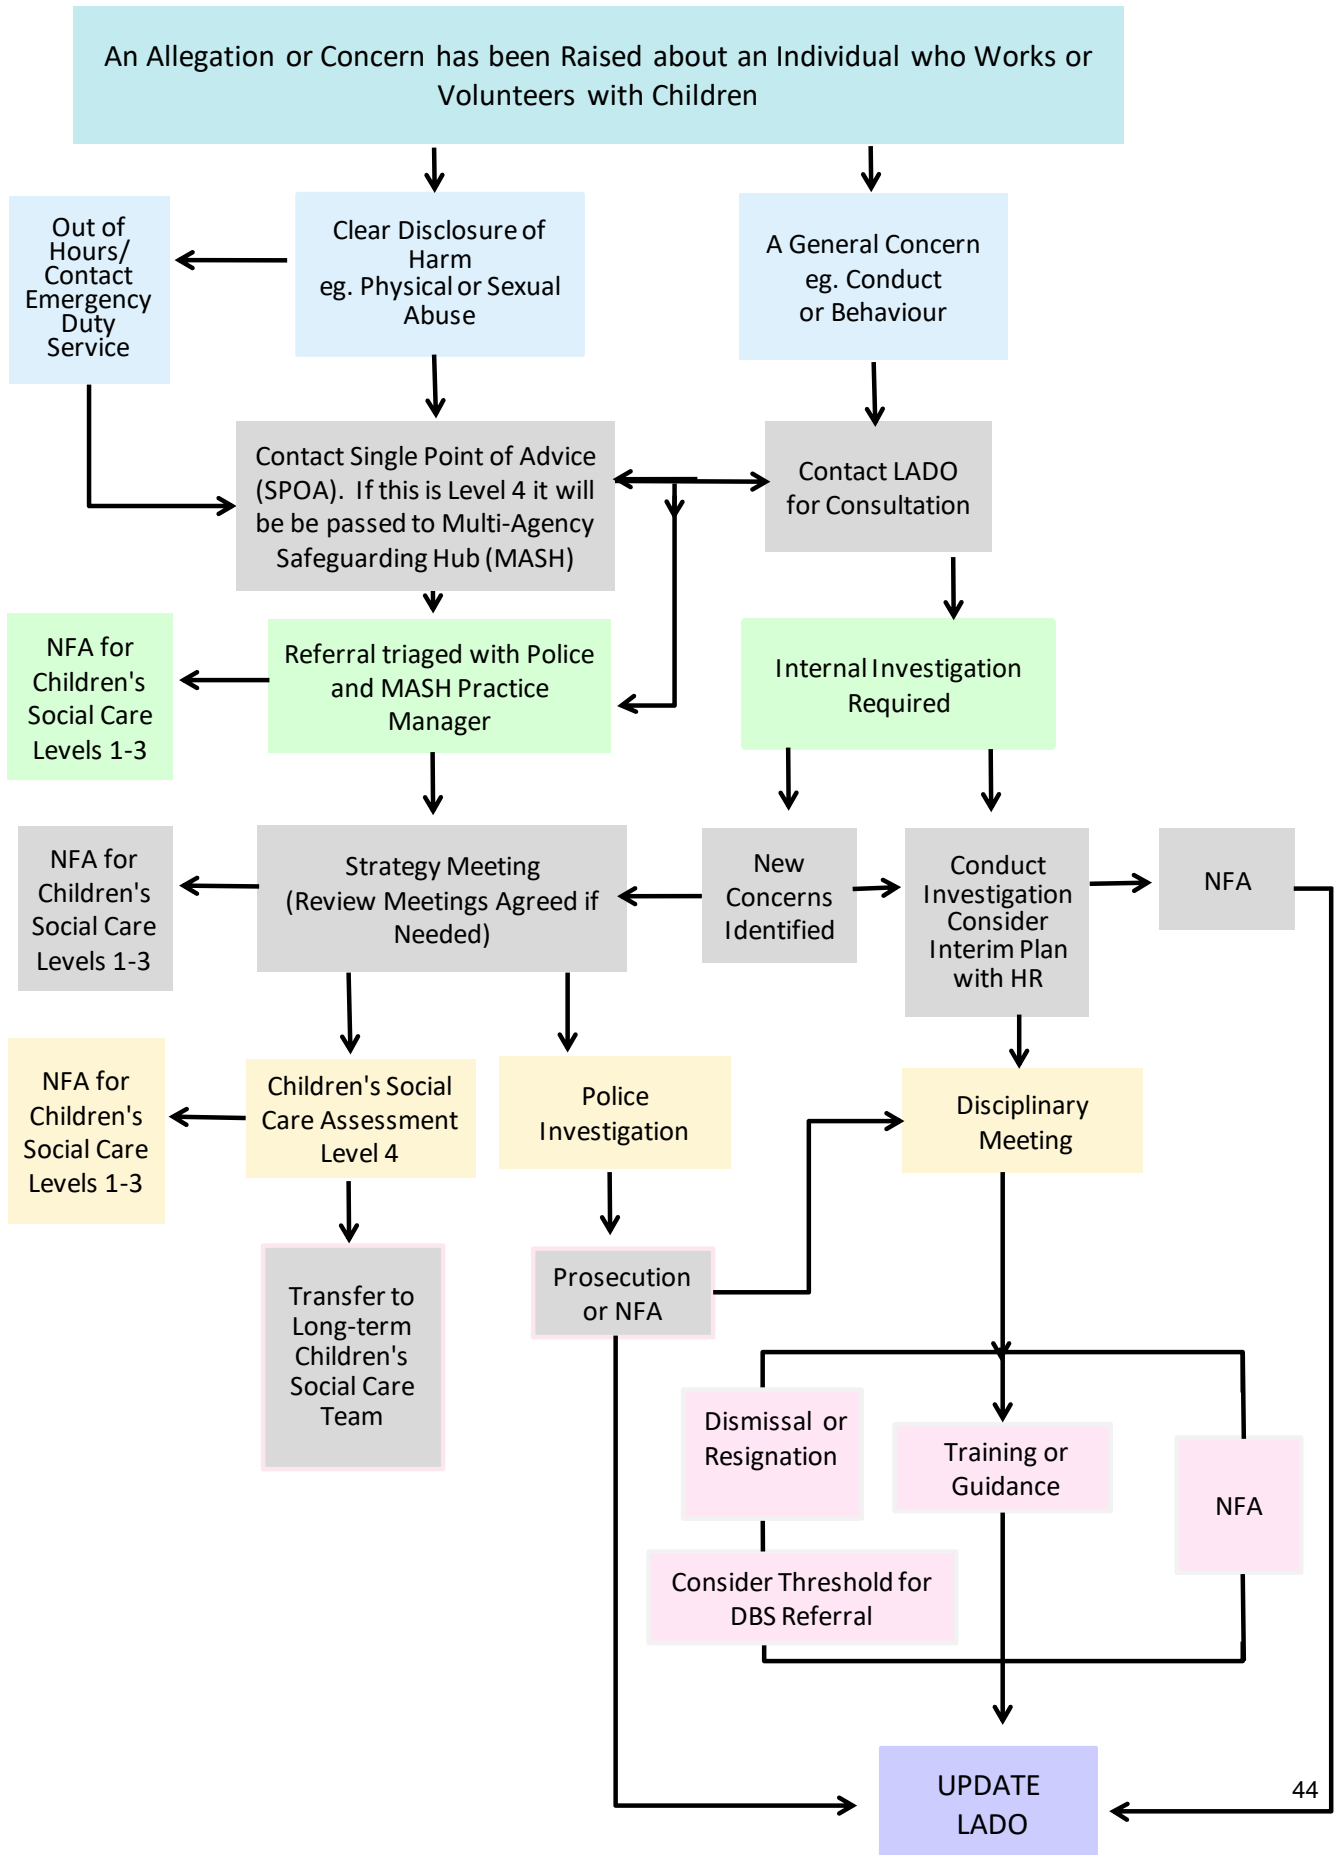 An Allegation or Concern has been Raised about an Individual who Works or
Volunteers with Children
Out of
Hours/
Contact
Emergency
Duty
Service
Clear Disclosure of
Harm
eg. Physical or Sexual
Abuse
A General Concern
eg. Conduct
or Behaviour
Contact Single Point of Advice
(SPOA). If this is Level 4 it will
be be passed to Multi-Agency
Safeguarding Hub (MASH)
Contact LADO
for Consultation
NFA for
Children's
Social Care
Levels 1-3
Referral triaged with Police
and MASH Practice
Manager
Internal Investigation
Required
NFA for
Children's
Social Care
Levels 1-3
Strategy Meeting
(Review Meetings Agreed if
Needed)
New
Concerns
Identified
Conduct
Investigation
Consider
Interim Plan
with HR
NFA
NFA for
Children's
Social Care
Levels 1-3
Children's Social
Care Assessment
Level 4
Police
Investigation
Disciplinary
Meeting
Transfer to
Long-term
Children's
Social Care
Team
Prosecution
or NFA
Dismissal or
Resignation
Training or
Guidance
NFA
Consider Threshold for
DBS Referral
UPDATE
LADO
44